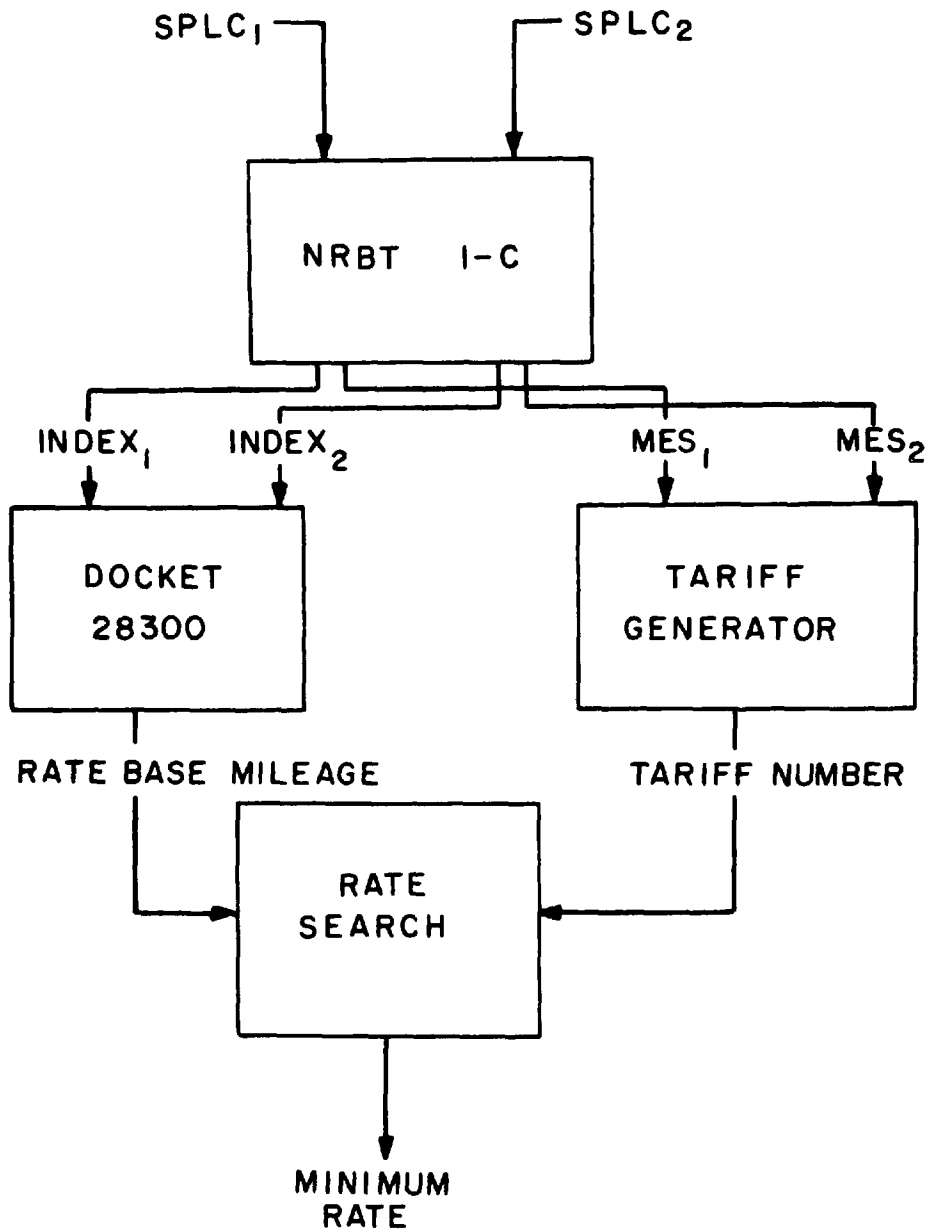 SPLC₁ SPLC₂
NRBT 1-C
INDEX₁ INDEX₂ MES₁ MES₂
DOCKET
28300
TARIFF
GENERATOR
RATE BASE MILEAGE TARIFF NUMBER
RATE
SEARCH
MINIMUM
RATE